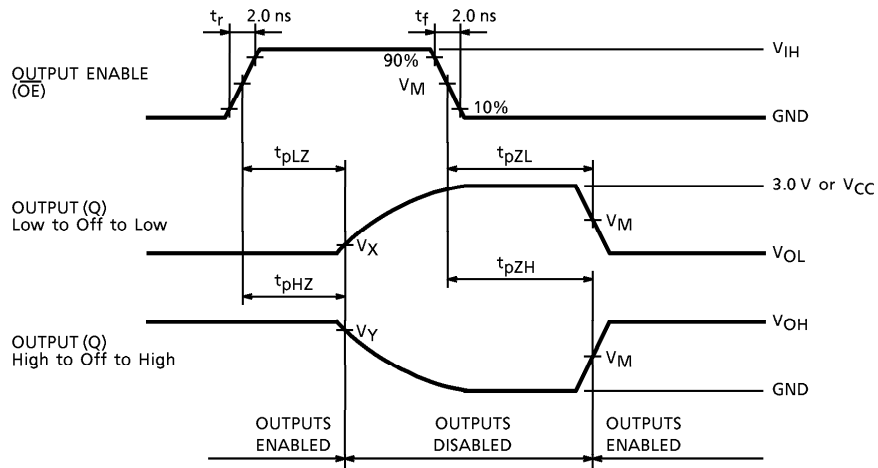 tr 2.0 ns
tf 2.0 ns
VIH
90%
OUTPUT ENABLE
(OE)
VM
10%
GND
tpLZ
tpZL
3.0 V or VCC
OUTPUT (Q)
Low to Off to Low
VM
VX
VOL
tpHZ
tpZH
VOH
VY
OUTPUT (Q)
High to Off to High
VM
GND
OUTPUTS
ENABLED
OUTPUTS
DISABLED
OUTPUTS
ENABLED